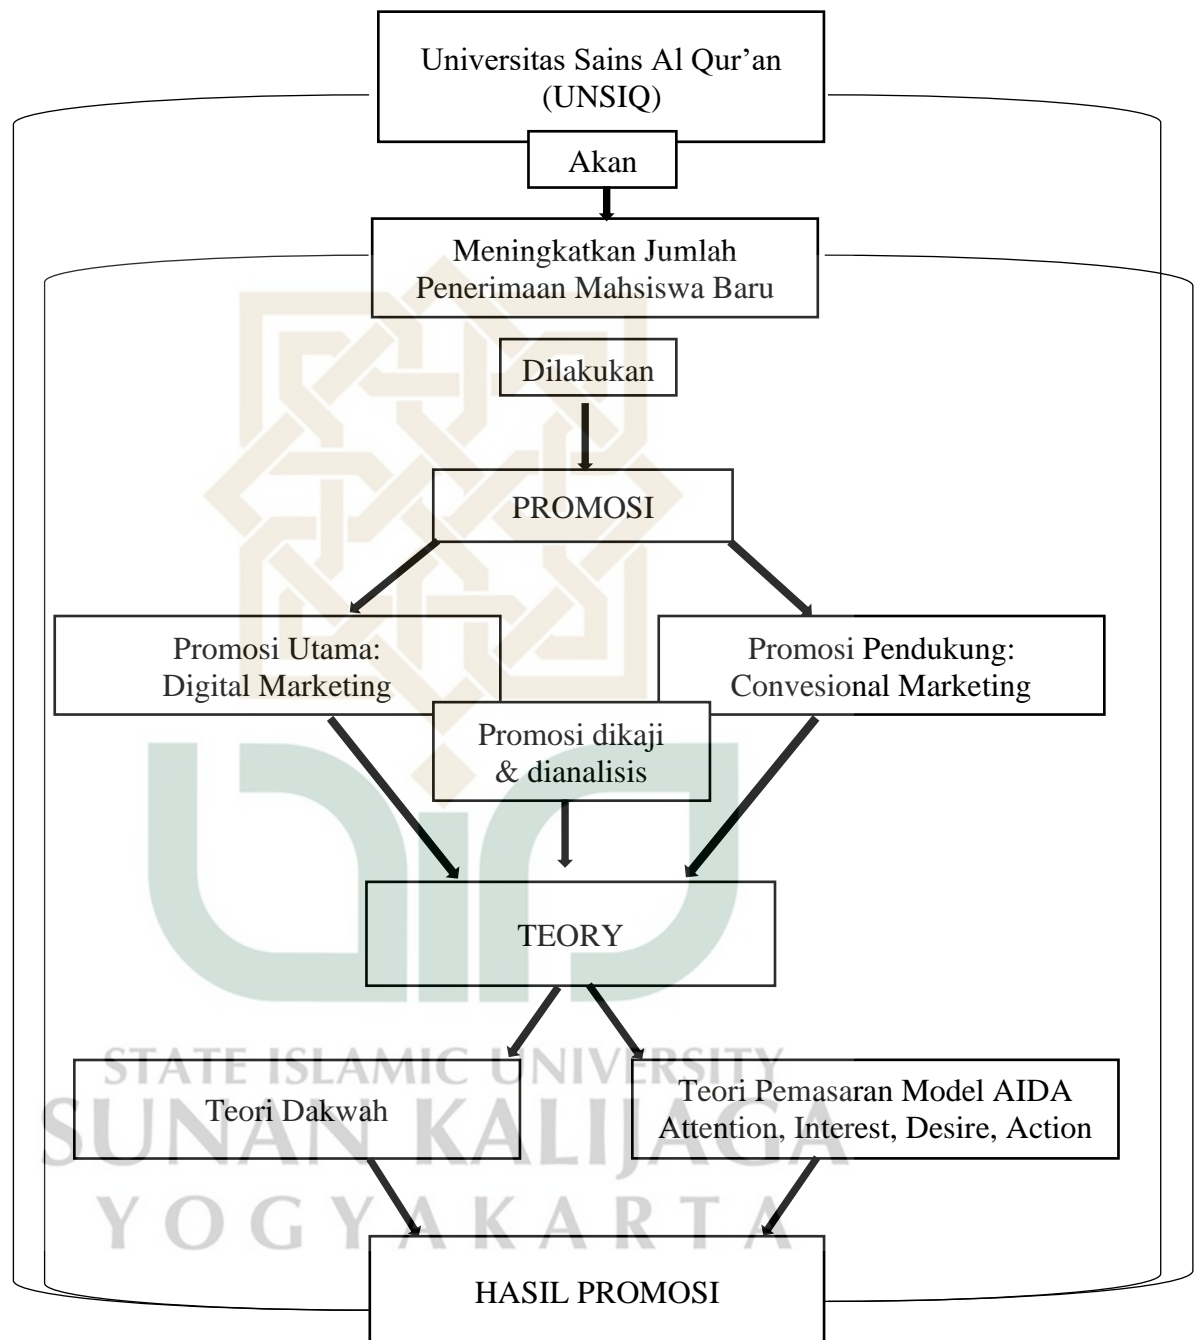 Universitas Sains Al Qur’an
(UNSIQ)
Akan
Meningkatkan Jumlah
Penerimaan Mahsiswa Baru
Dilakukan
PROMOSI
Promosi Utama:
Digital Marketing
Promosi Pendukung:
Convesional Marketing
Promosi dikaji
& dianalisis
TEORY
STATE ISLAMIC UNIVERSITY
SUNAN KALIJAGA
YOGYAKARTA
Teori Dakwah
Teori Pemasaran Model AIDA
Attention, Interest, Desire, Action
HASIL PROMOSI